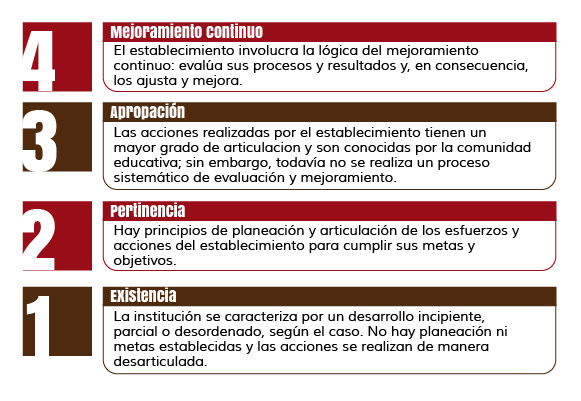 4
Mejoramiento continuo
El establecimiento involucra la lógica del mejoramiento
continuo: evalúa sus procesos y resultados y, en consecuencia,
los ajusta y mejora.
3
Apropación
Las acciones realizadas por el establecimiento tienen un
mayor grado de articulacion y son conocidas por la comunidad
educativa; sin embargo, todavía no se realiza un proceso
sistemático de evaluación y mejoramiento.
2
Pertinencia
Hay principios de planeación y articulación de los esfuerzos y
acciones del establecimiento para cumplir sus metas y
objetivos.
1
Existencia
La institución se caracteriza por un desarrollo incipiente,
parcial o desordenado, según el caso. No hay planeación ni
metas establecidas y las acciones se realizan de manera
desarticulada.